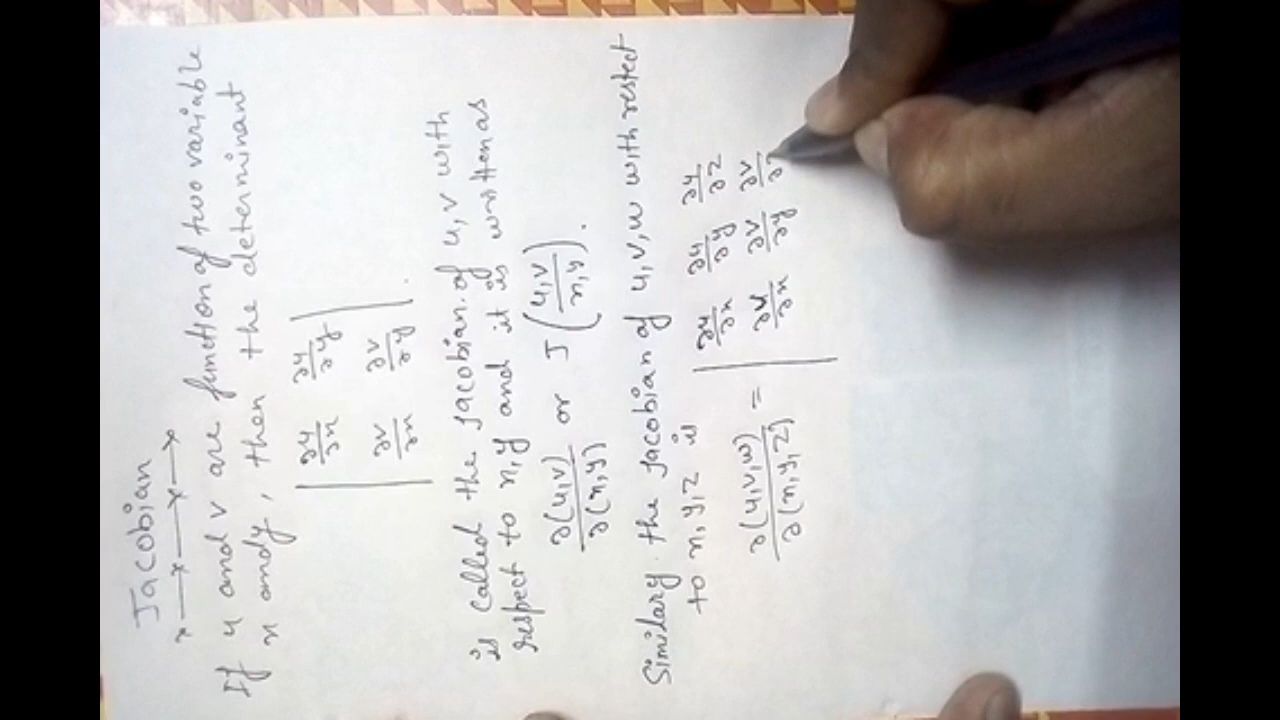 Jacobian
If u and v are function of two variable
x and y, then the determinant
| ∂u/∂x ∂u/∂y |
| ∂v/∂x ∂v/∂y | .
is called the Jacobian of u, v with
respect to x, y and it is written as
∂(u,v)/∂(x,y) or J(u,v/x,y).
Similary the Jacobian of u, v, w with restect
to x, y, z is
∂(u,v,w)/∂(x,y,z) = | ∂u/∂x ∂u/∂y ∂u/∂z
∂v/∂x ∂v/∂y ∂v/∂